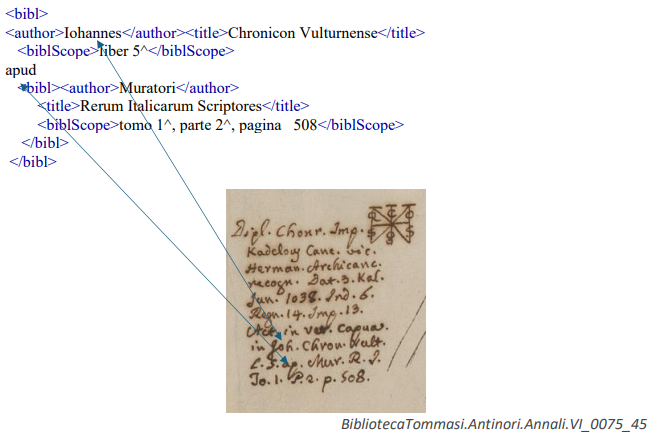 <bibl>
<author>Iohannes</author><title>Chronicon Vulturnense</title>
<biblScope>liber 5^</biblScope>
apud
<bibl><author>Muratori</author>
<title>Rerum Italicarum Scriptores</title>
<biblScope>tomo 1^, parte 2^, pagina 508</biblScope>
</bibl>
</bibl>
Dipl. Chonr. Imp.
Kadelous Canc. vic.
Herman. Archicanc.
recogn. Dat. 3. Kal.
Jun. 1038. Ind. 6.
Regn. 14. Imp. 13.
Act. in vet. Capua.
in Joh. Chron. Vult.
L. 5. ap. Mur. R. I.
To. 1. P. 2. p. 508.
BibliotecaTommasi.Antinori.Annali.VI_0075_45